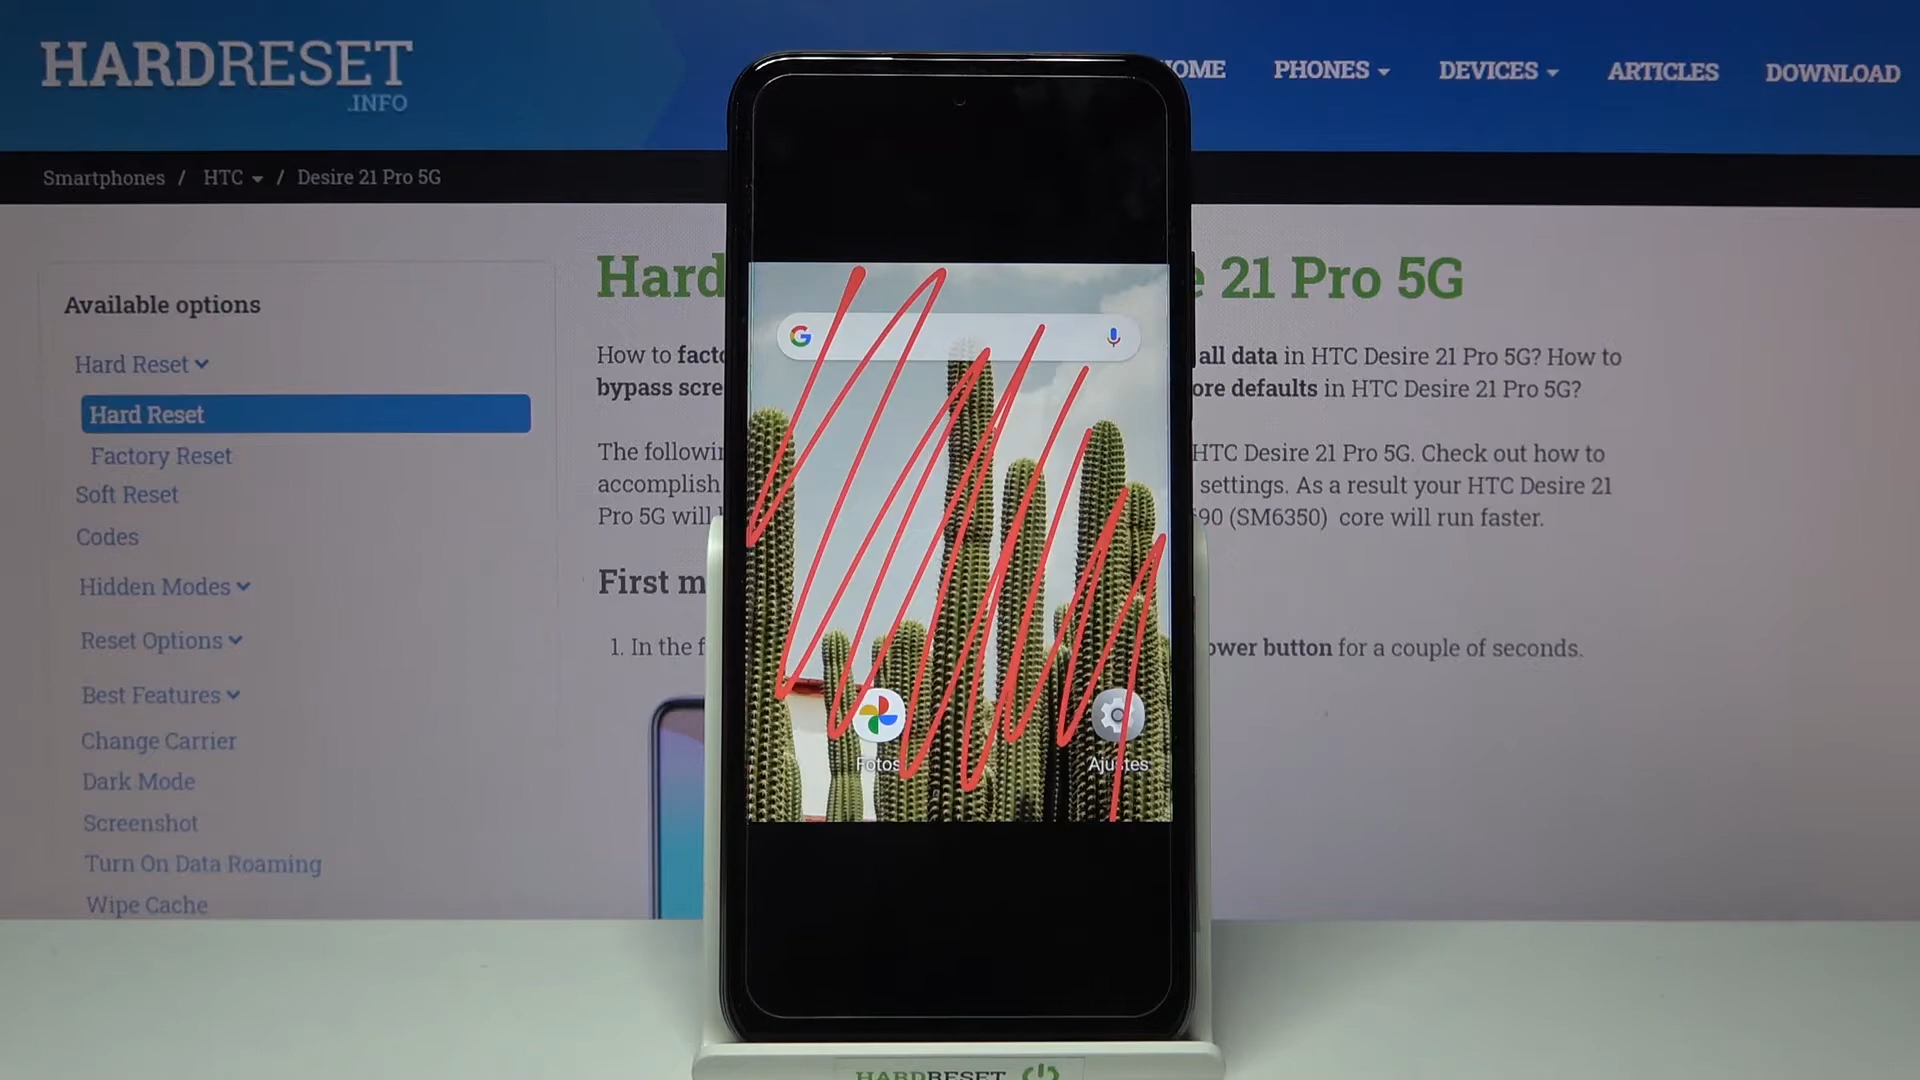 HARDRESET
.INFO
HOME PHONES DEVICES ARTICLES DOWNLOAD
Smartphones / HTC / Desire 21 Pro 5G
Available options
Hard Reset
Hard Reset
Factory Reset
Soft Reset
Codes
Hidden Modes
Reset Options
Best Features
Change Carrier
Dark Mode
Screenshot
Turn On Data Roaming
Wipe Cache
Hard 21 Pro 5G
How to all data in HTC Desire 21 Pro 5G? How to
bypass defaults in HTC Desire 21 Pro 5G?
The HTC Desire 21 Pro 5G. Check out how to
accomplish settings. As a result your HTC Desire 21
Pro 5G will (SM6350) core will run faster.
First
1. In the button for a couple of seconds.
G
Fotos
Ajustes
HARDRESET